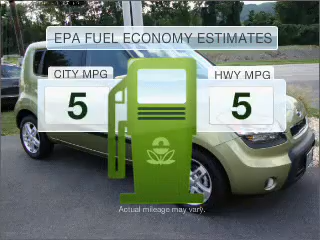 EPA FUEL ECONOMY ESTIMATES
CITY MPG
HWY MPG
5
5
Actual mileage may vary.